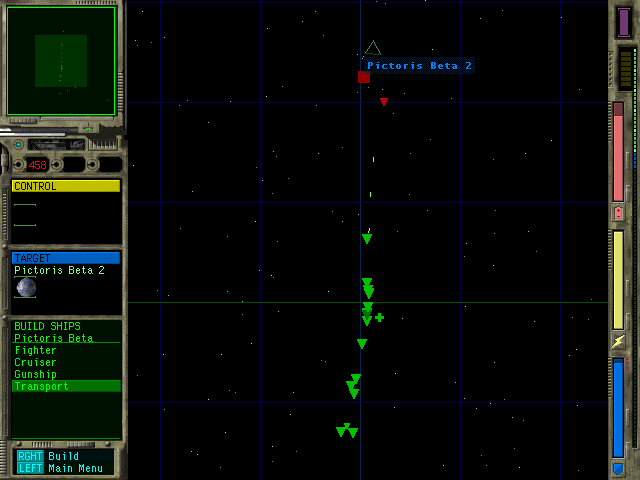 Pictoris Beta 2
458
CONTROL
TARGET
Pictoris Beta 2
BUILD SHIPS
Pictoris Beta
Fighter
Cruiser
Gunship
Transport
RGHT Build
LEFT Main Menu